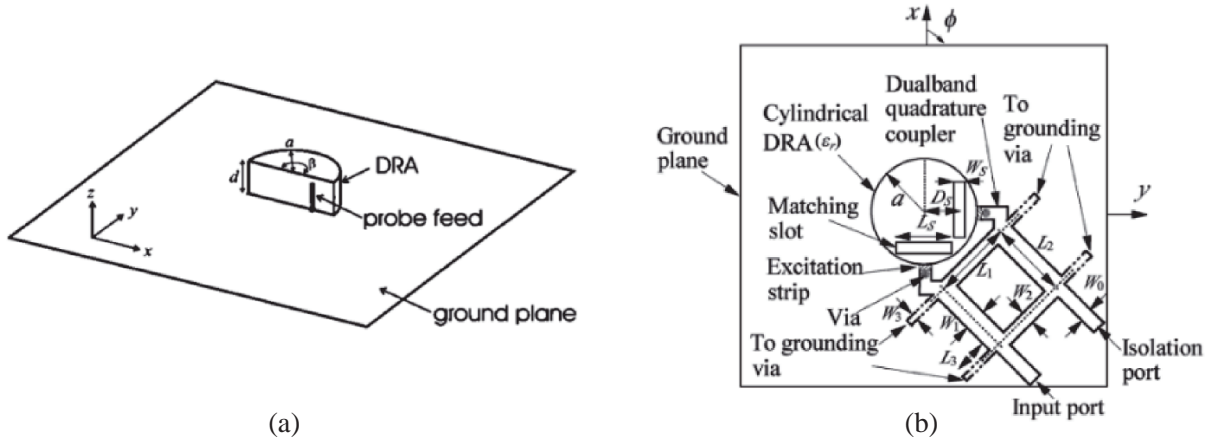 a
β
d
DRA
probe feed
z
y
x
ground plane
(a)
x
ϕ
Dualband
quadrature
coupler
To
grounding
via
Cylindrical
DRA (εr)
Ground
plane
WS
a
DS
y
LS
Matching
slot
L2
L1
Excitation
strip
W2
W0
Via
W3
W1
To grounding
via
L3
Isolation
port
Input port
(b)